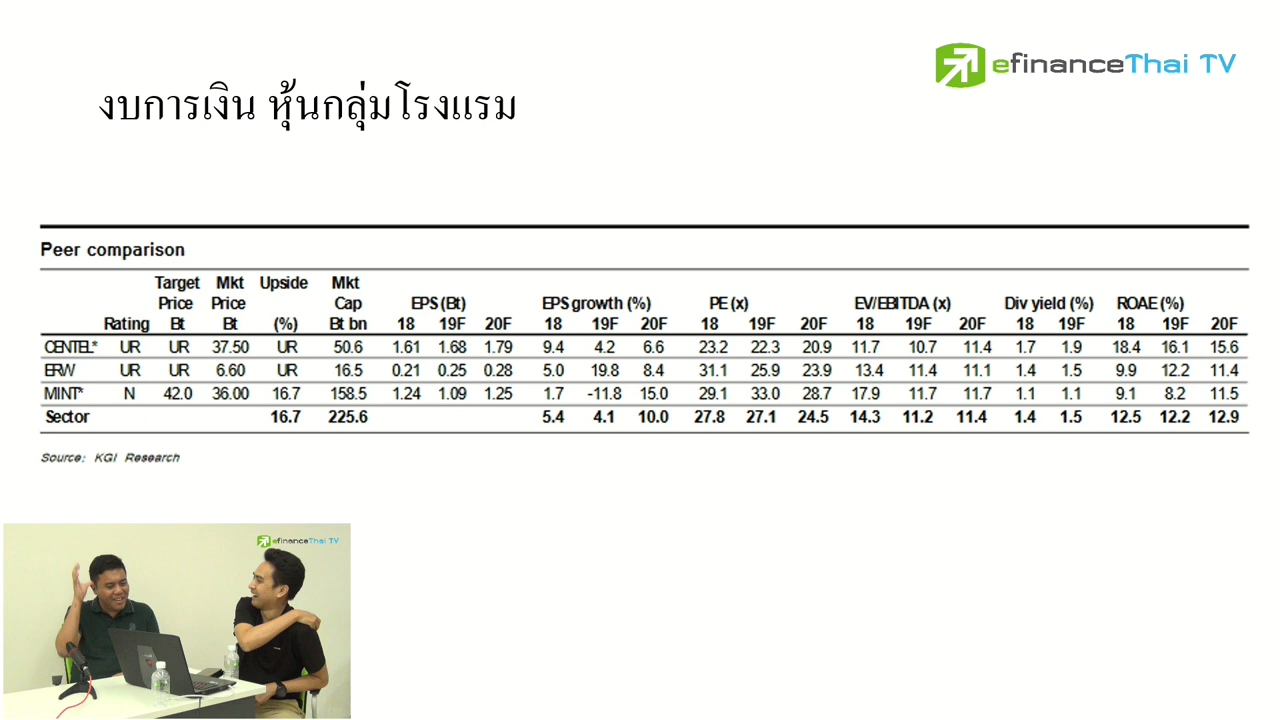 efinanceThai TV
งบการเงิน หุ้นกลุ่มโรงแรม
Peer comparison
Target Mkt Upside Mkt
Price Price Cap EPS (Bt) EPS growth (%) PE (x) EV/EBITDA (x) Div yield (%) ROAE (%)
Rating Bt Bt (%) Bt bn 18 19F 20F 18 19F 20F 18 19F 20F 18 19F 20F 18 19F 18 19F 20F
CENTEL* UR UR 37.50 UR 50.6 1.61 1.68 1.79 9.4 4.2 6.6 23.2 22.3 20.9 11.7 10.7 11.4 1.7 1.9 18.4 16.1 15.6
ERW UR UR 6.60 UR 16.5 0.21 0.25 0.28 5.0 19.8 8.4 31.1 25.9 23.9 13.4 11.4 11.1 1.4 1.5 9.9 12.2 11.4
MINT* N 42.0 36.00 16.7 158.5 1.24 1.09 1.25 1.7 -11.8 15.0 29.1 33.0 28.7 17.9 11.7 11.7 1.1 1.1 9.1 8.2 11.5
Sector 16.7 225.6 5.4 4.1 10.0 27.8 27.1 24.5 14.3 11.2 11.4 1.4 1.5 12.5 12.2 12.9
Source: KGI Research
efinanceThai TV